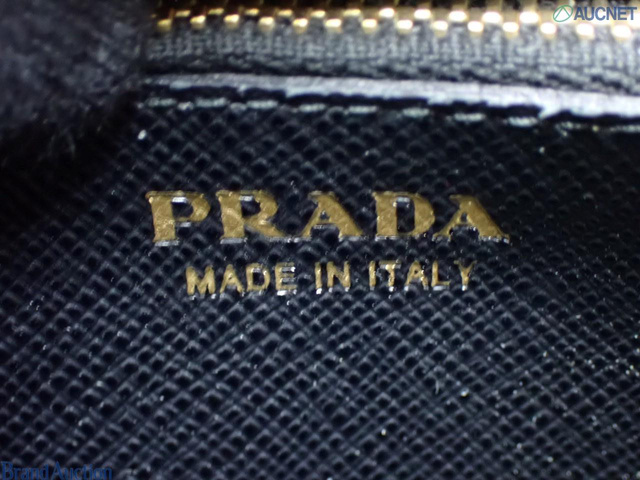 AUCNET
PRADA
MADE IN ITALY
Brand Auction